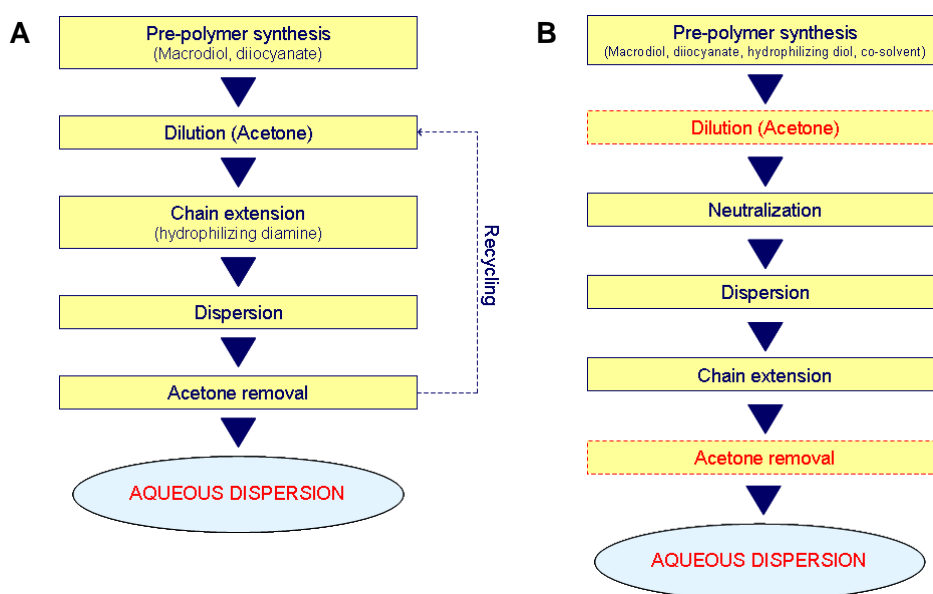 A
Pre-polymer synthesis
(Macrodiol, diiocyanate)
Dilution (Acetone)
Chain extension
(hydrophilizing diamine)
Dispersion
Acetone removal
Recycling
AQUEOUS DISPERSION
B
Pre-polymer synthesis
(Macrodiol, diiocyanate, hydrophilizing diol, co-solvent)
Dilution (Acetone)
Neutralization
Dispersion
Chain extension
Acetone removal
AQUEOUS DISPERSION